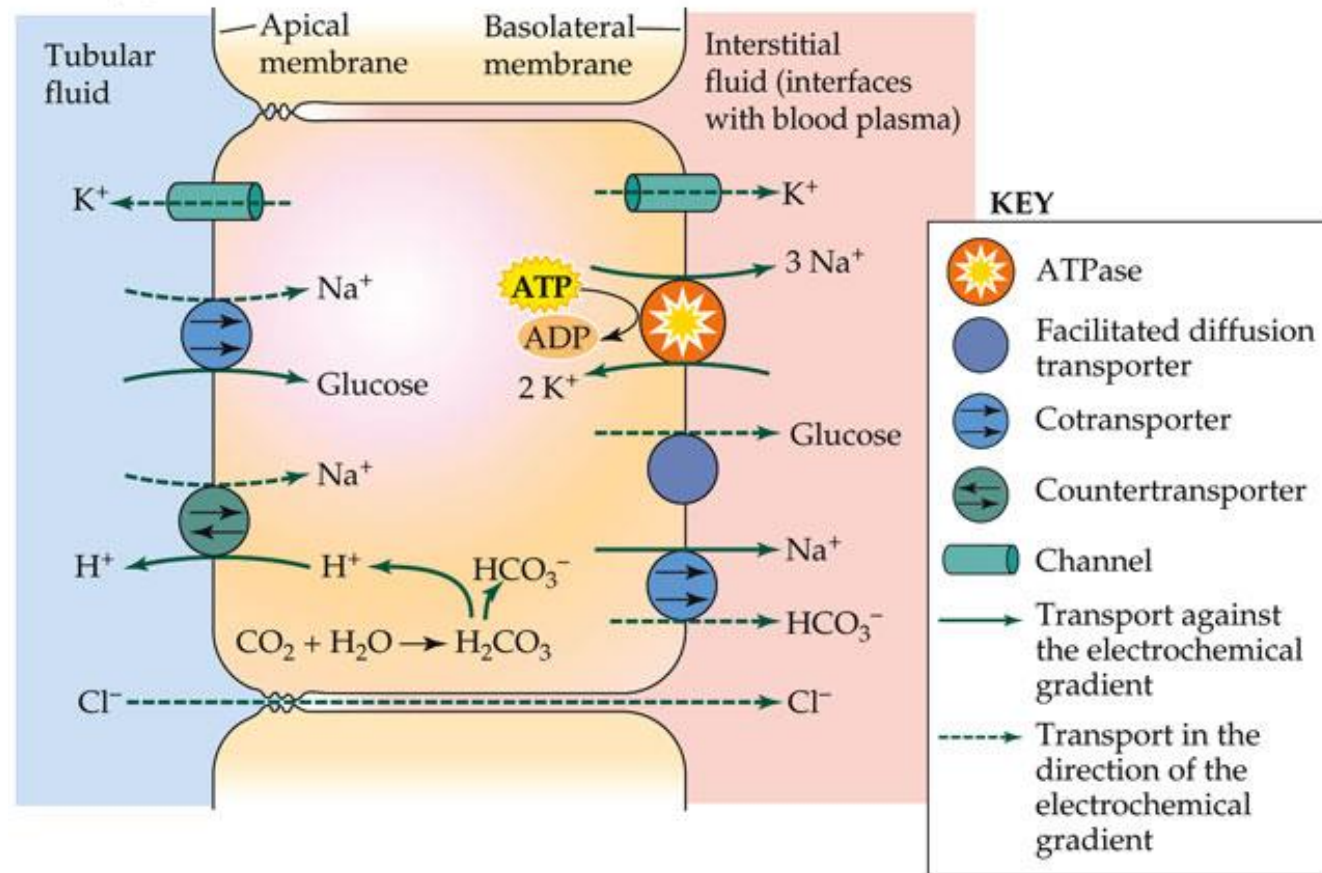 Tubular
fluid
Apical
membrane
Basolateral
membrane
Interstitial
fluid (interfaces
with blood plasma)
K⁺
K⁺
Na⁺
Glucose
ATP
ADP
3 Na⁺
2 K⁺
Glucose
Na⁺
H⁺
H⁺
HCO₃⁻
CO₂ + H₂O → H₂CO₃
Na⁺
HCO₃⁻
Cl⁻
Cl⁻
KEY
ATPase
Facilitated diffusion
transporter
Cotransporter
Countertransporter
Channel
Transport against
the electrochemical
gradient
Transport in the
direction of the
electrochemical
gradient